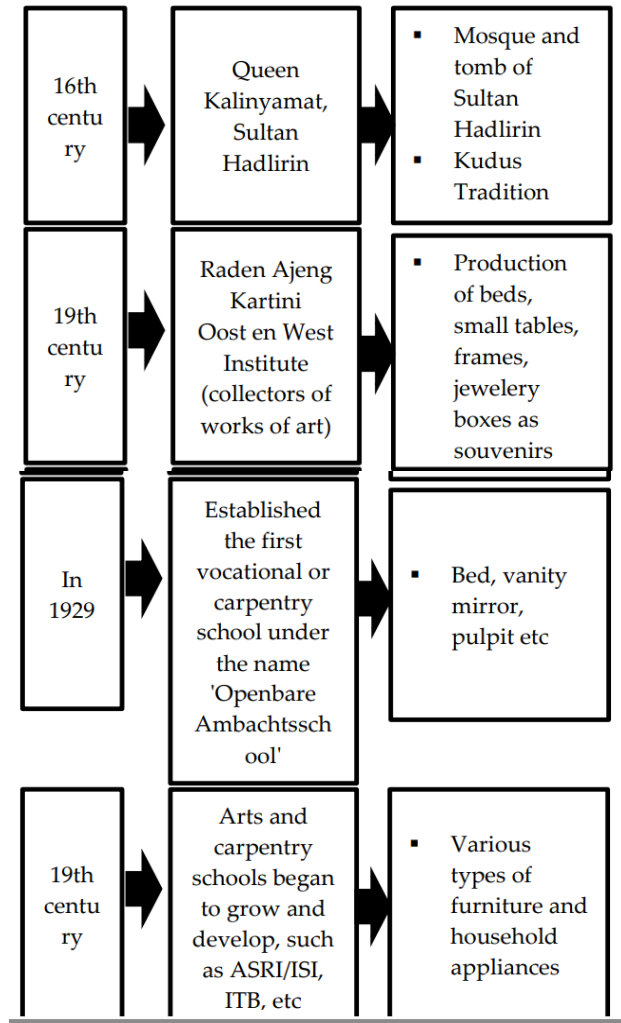 16th
centu
ry
Queen
Kalinyamat,
Sultan
Hadlirin
▪ Mosque and
tomb of
Sultan
Hadlirin
▪ Kudus
Tradition
19th
centu
ry
Raden Ajeng
Kartini
Oost en West
Institute
(collectors of
works of art)
▪ Production
of beds,
small tables,
frames,
jewelery
boxes as
souvenirs
In
1929
Established
the first
vocational or
carpentry
school under
the name
'Openbare
Ambachtssch
ool'
▪ Bed, vanity
mirror,
pulpit etc
19th
centu
ry
Arts and
carpentry
schools began
to grow and
develop, such
as ASRI/ISI,
ITB, etc
▪ Various
types of
furniture and
household
appliances